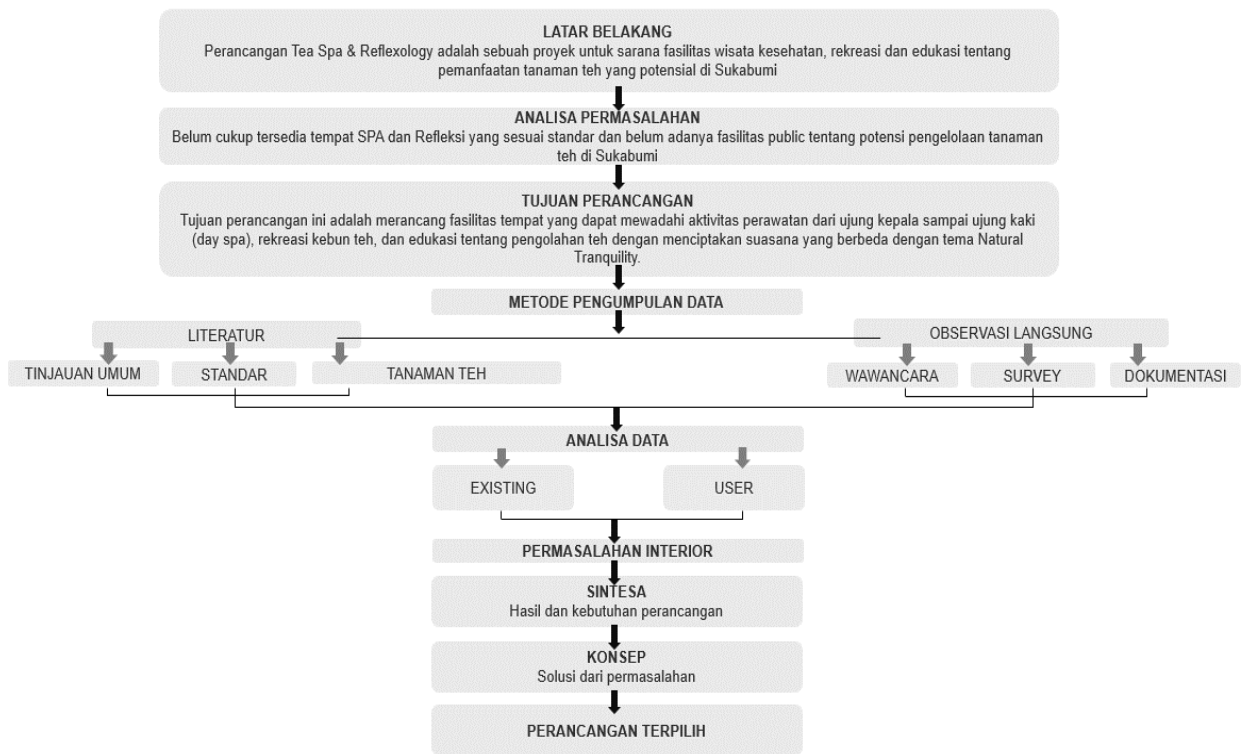 LATAR BELAKANG
Perancangan Tea Spa & Reflexology adalah sebuah proyek untuk sarana fasilitas wisata kesehatan, rekreasi dan edukasi tentang
pemanfaatan tanaman teh yang potensial di Sukabumi
ANALISA PERMASALAHAN
Belum cukup tersedia tempat SPA dan Refleksi yang sesuai standar dan belum adanya fasilitas public tentang potensi pengelolaan tanaman
teh di Sukabumi
TUJUAN PERANCANGAN
Tujuan perancangan ini adalah merancang fasilitas tempat yang dapat mewadahi aktivitas perawatan dari ujung kepala sampai ujung kaki
(day spa), rekreasi kebun teh, dan edukasi tentang pengolahan teh dengan menciptakan suasana yang berbeda dengan tema Natural
Tranquility.
METODE PENGUMPULAN DATA
LITERATUR
OBSERVASI LANGSUNG
TINJAUAN UMUM
STANDAR
TANAMAN TEH
WAWANCARA
SURVEY
DOKUMENTASI
ANALISA DATA
EXISTING
USER
PERMASALAHAN INTERIOR
SINTESA
Hasil dan kebutuhan perancangan
KONSEP
Solusi dari permasalahan
PERANCANGAN TERPILIH